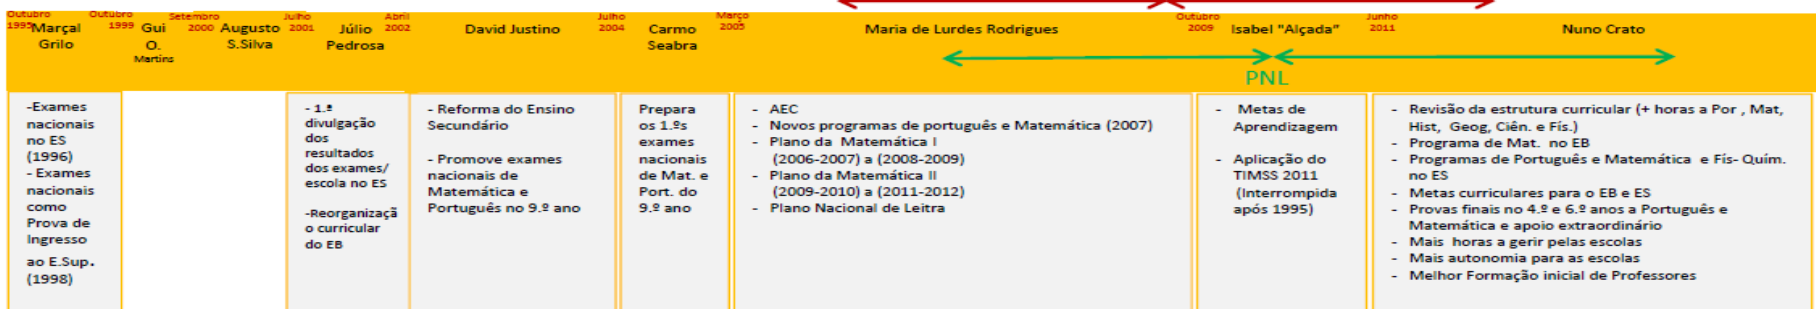 Outubro 1995
Marçal Grilo
Outubro 1999
Gui O. Martins
Setembro 2000
Augusto S.Silva
Julho 2001
Júlio Pedrosa
Abril 2002
David Justino
Julho 2004
Carmo Seabra
Março 2005
Maria de Lurdes Rodrigues
Outubro 2009
Isabel "Alçada"
Junho 2011
Nuno Crato
PNL
-Exames
nacionais
no ES
(1996)
- Exames
nacionais
como
Prova de
Ingresso
ao E.Sup.
(1998)
- 1.ª
divulgação
dos
resultados
dos exames/
escola no ES
-Reorganizaçã
o curricular
do EB
- Reforma do Ensino
Secundário
- Promove exames
nacionais de
Matemática e
Português no 9.º ano
Prepara
os 1.ºs
exames
nacionais
de Mat. e
Port. do
9.º ano
- AEC
- Novos programas de português e Matemática (2007)
- Plano da Matemática I
(2006-2007) a (2008-2009)
- Plano da Matemática II
(2009-2010) a (2011-2012)
- Plano Nacional de Leitra
- Metas de
Aprendizagem
- Aplicação do
TIMSS 2011
(Interrompida
após 1995)
- Revisão da estrutura curricular (+ horas a Por , Mat,
Hist, Geog, Ciên. e Fís.)
- Programa de Mat. no EB
- Programas de Português e Matemática e Fís- Quím.
no ES
- Metas curriculares para o EB e ES
- Provas finais no 4.º e 6.º anos a Português e
Matemática e apoio extraordinário
- Mais horas a gerir pelas escolas
- Mais autonomia para as escolas
- Melhor Formação inicial de Professores